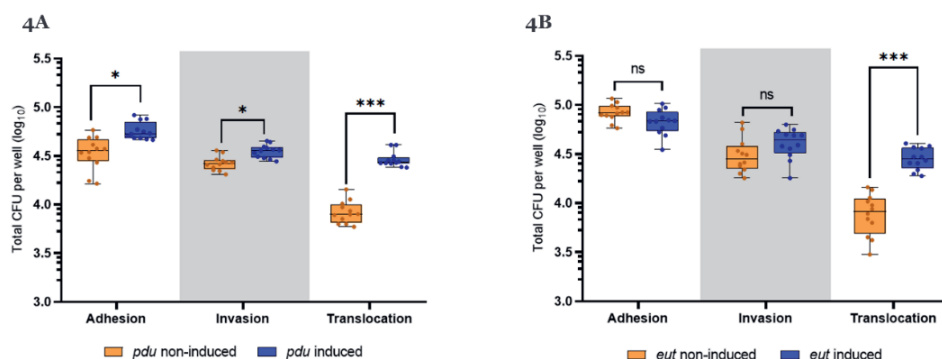 4A
Total CFU per well (log10)
5.5
5.0
4.5
4.0
3.5
3.0
*
*
***
Adhesion Invasion Translocation
pdu non-induced pdu induced
4B
Total CFU per well (log10)
5.5
5.0
4.5
4.0
3.5
3.0
ns
ns
***
Adhesion Invasion Translocation
eut non-induced eut induced